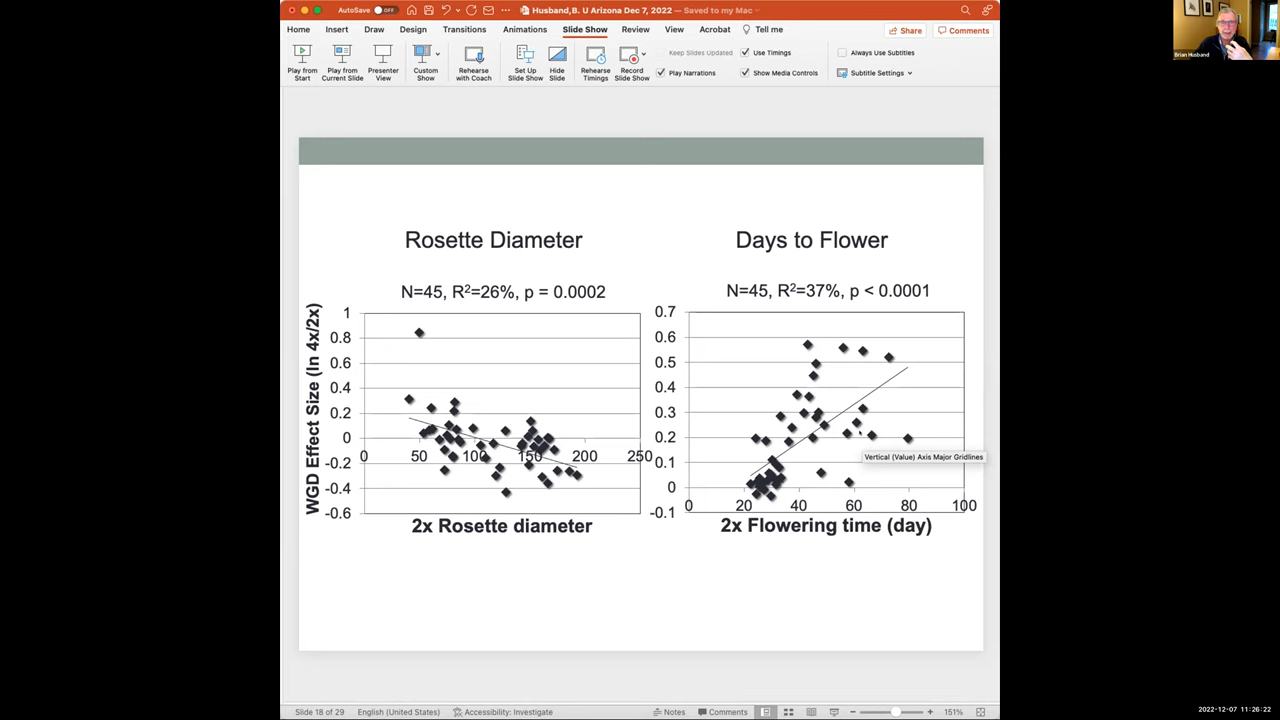 AutoSave OFF
Husband,B. U Arizona Dec 7, 2022 — Saved to my Mac
Home Insert Draw Design Transitions Animations Slide Show Review View Acrobat Tell me
Share Comments
Play from Start
Play from Current Slide
Presenter View
Custom Show
Rehearse with Coach
Set Up Slide Show
Hide Slide
Rehearse Timings
Record Slide Show
Keep Slides Updated
Use Timings
Play Narrations
Show Media Controls
Always Use Subtitles
Subtitle Settings
Brian Husband
Rosette Diameter
N=45, R²=26%, p = 0.0002
WGD Effect Size (ln 4x/2x)
1
0.8
0.6
0.4
0.2
0
-0.2
-0.4
-0.6
0 50 100 150 200 250
2x Rosette diameter
Days to Flower
N=45, R²=37%, p < 0.0001
0.7
0.6
0.5
0.4
0.3
0.2
0.1
0
-0.1
0 20 40 60 80 100
2x Flowering time (day)
Vertical (Value) Axis Major Gridlines
Slide 18 of 29 English (United States) Accessibility: Investigate
Notes Comments 151%
2022-12-07 11:26:22